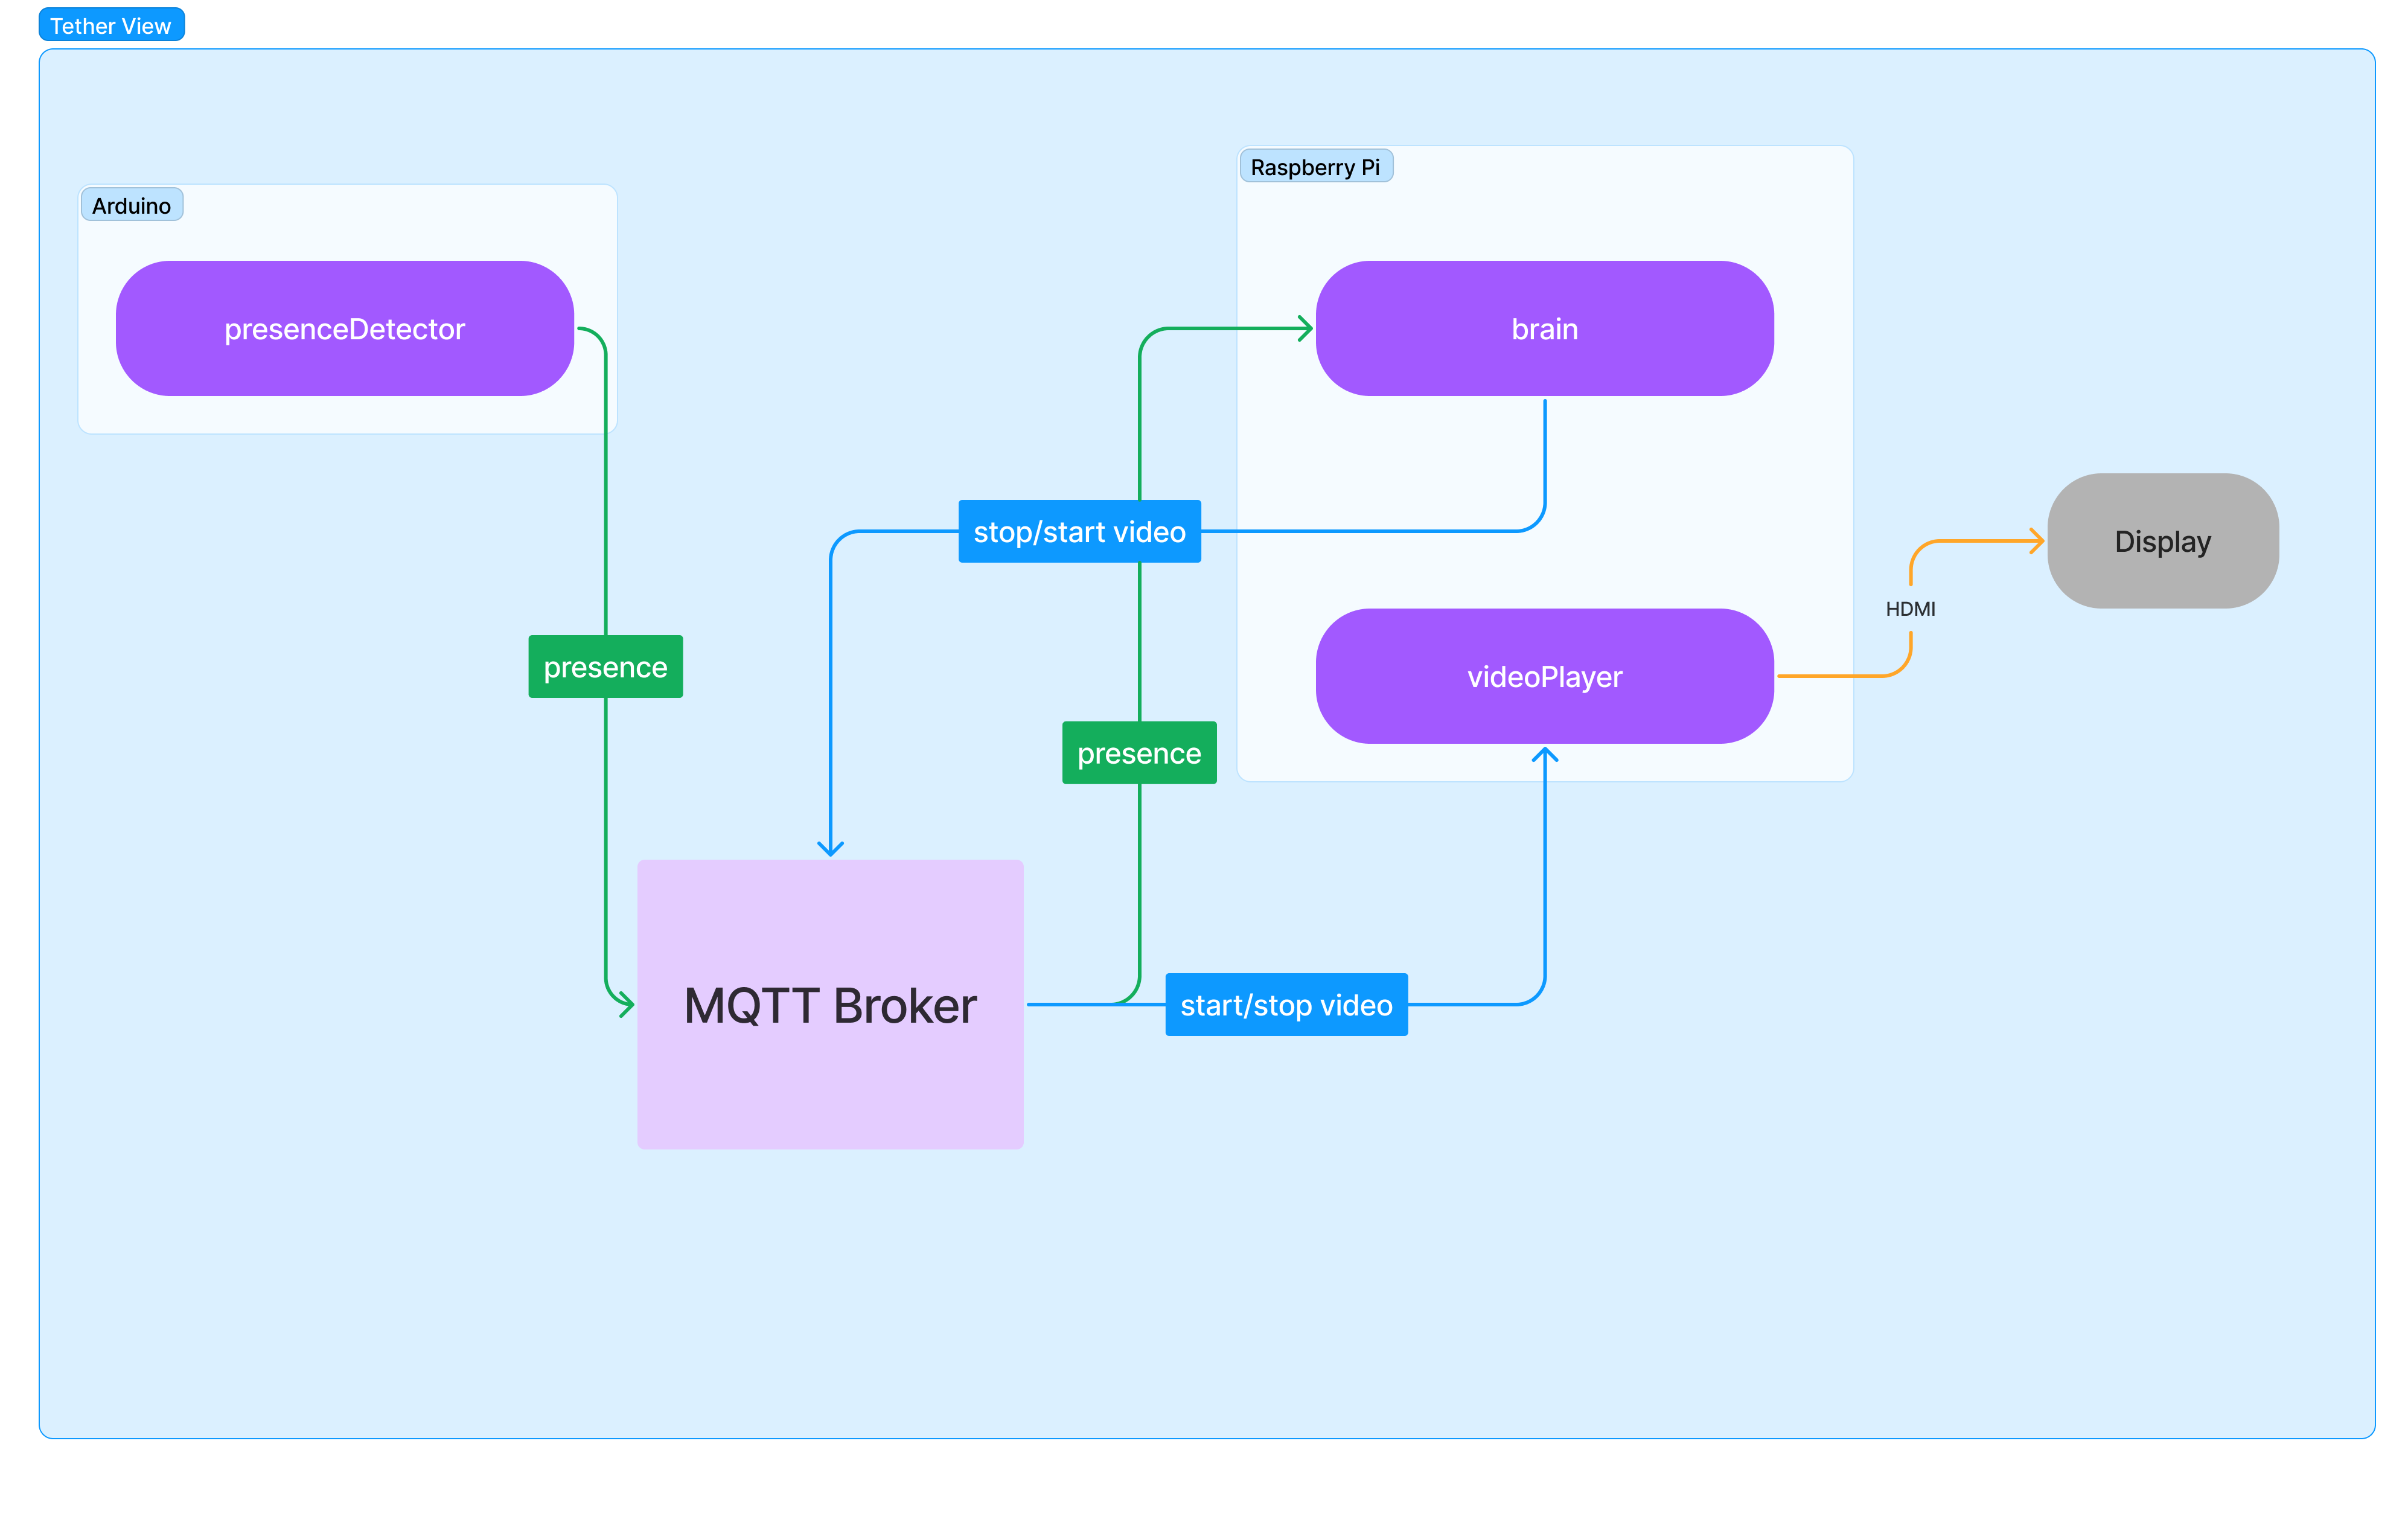 Tether View
Raspberry Pi
Arduino
presenceDetector
brain
stop/start video
Display
HDMI
presence
videoPlayer
presence
MQTT Broker
start/stop video